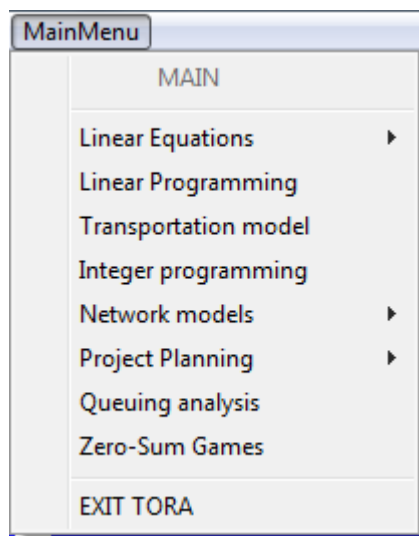 MainMenu
MAIN
Linear Equations
Linear Programming
Transportation model
Integer programming
Network models
Project Planning
Queuing analysis
Zero-Sum Games
EXIT TORA